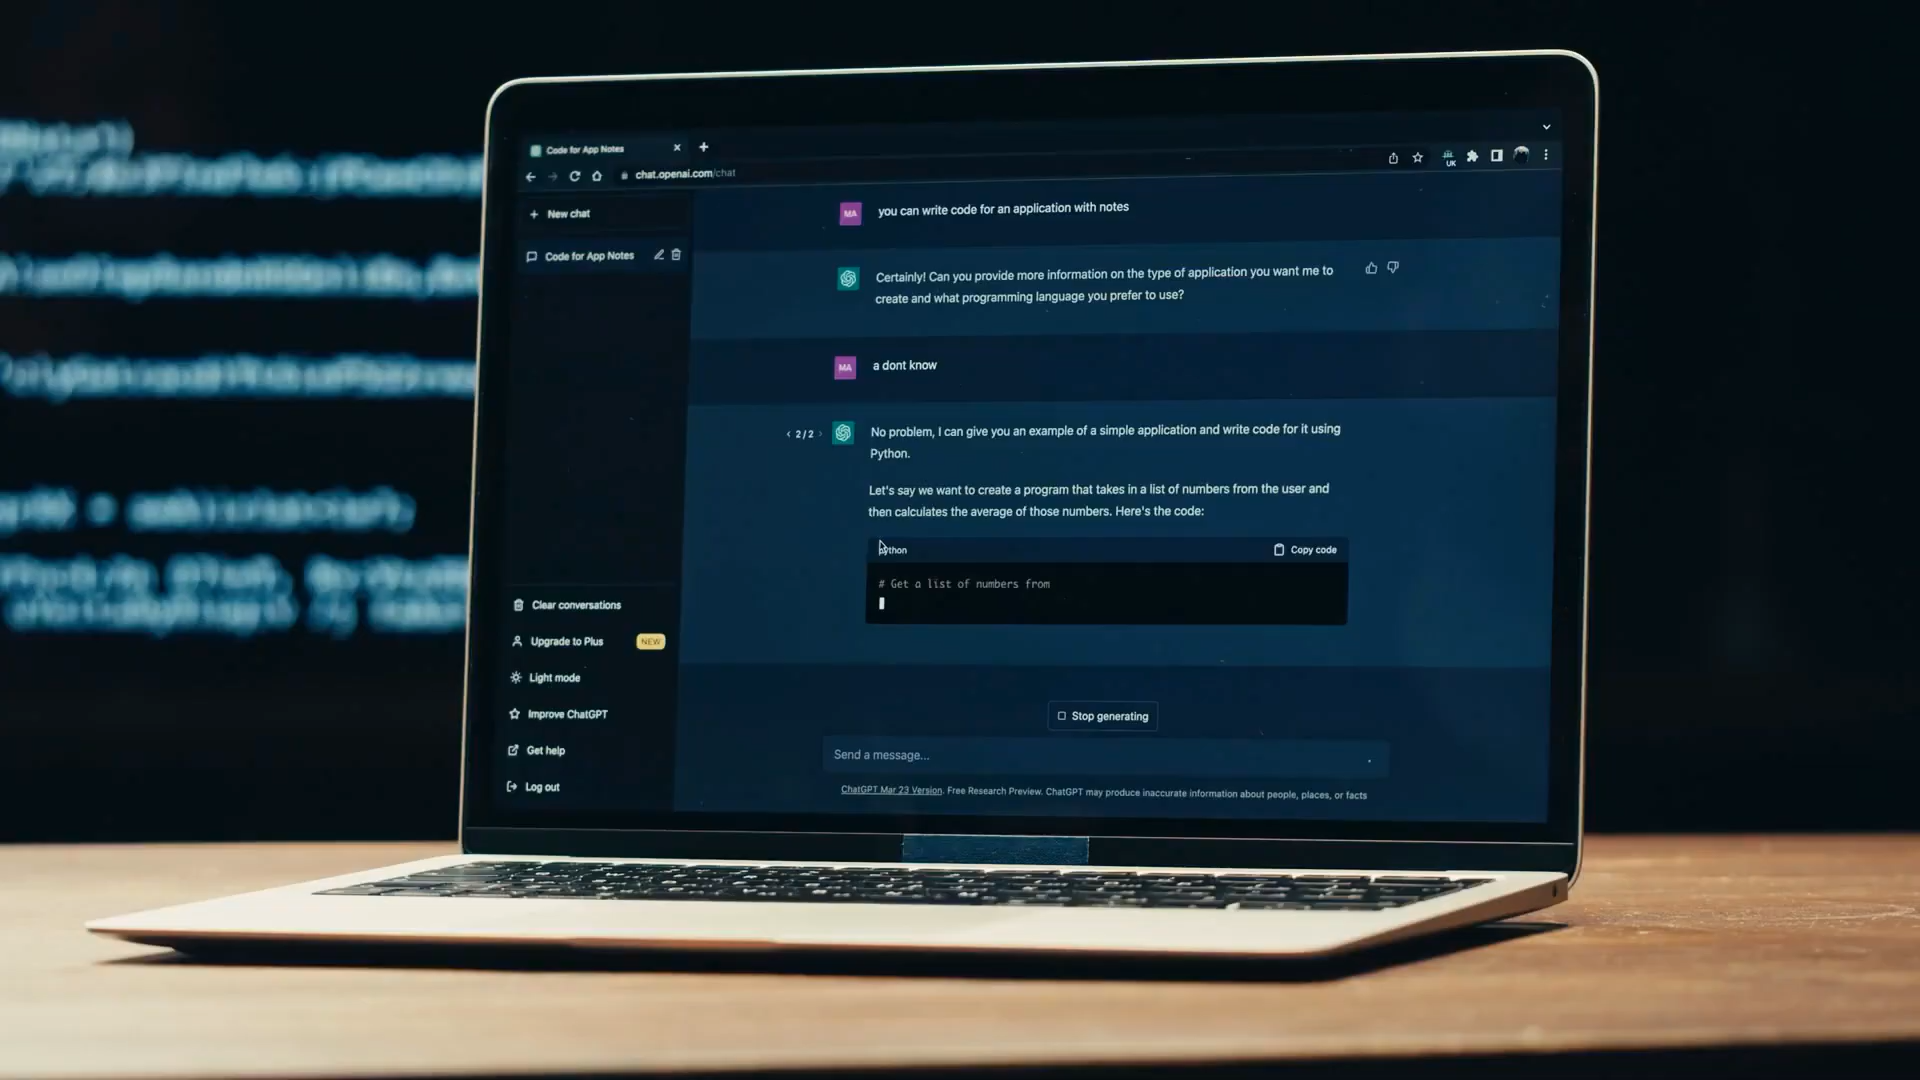 Code for App Notes
chat.openai.com/chat
UK
New chat
Code for App Notes
MA
you can write code for an application with notes
Certainly! Can you provide more information on the type of application you want me to
create and what programming language you prefer to use?
MA
a dont know
2/2
No problem, I can give you an example of a simple application and write code for it using
Python.
Let's say we want to create a program that takes in a list of numbers from the user and
then calculates the average of those numbers. Here's the code:
python
Copy code
# Get a list of numbers from
Clear conversations
Upgrade to Plus
NEW
Light mode
Improve ChatGPT
Get help
Log out
Stop generating
Send a message...
ChatGPT Mar 23 Version. Free Research Preview. ChatGPT may produce inaccurate information about people, places, or facts